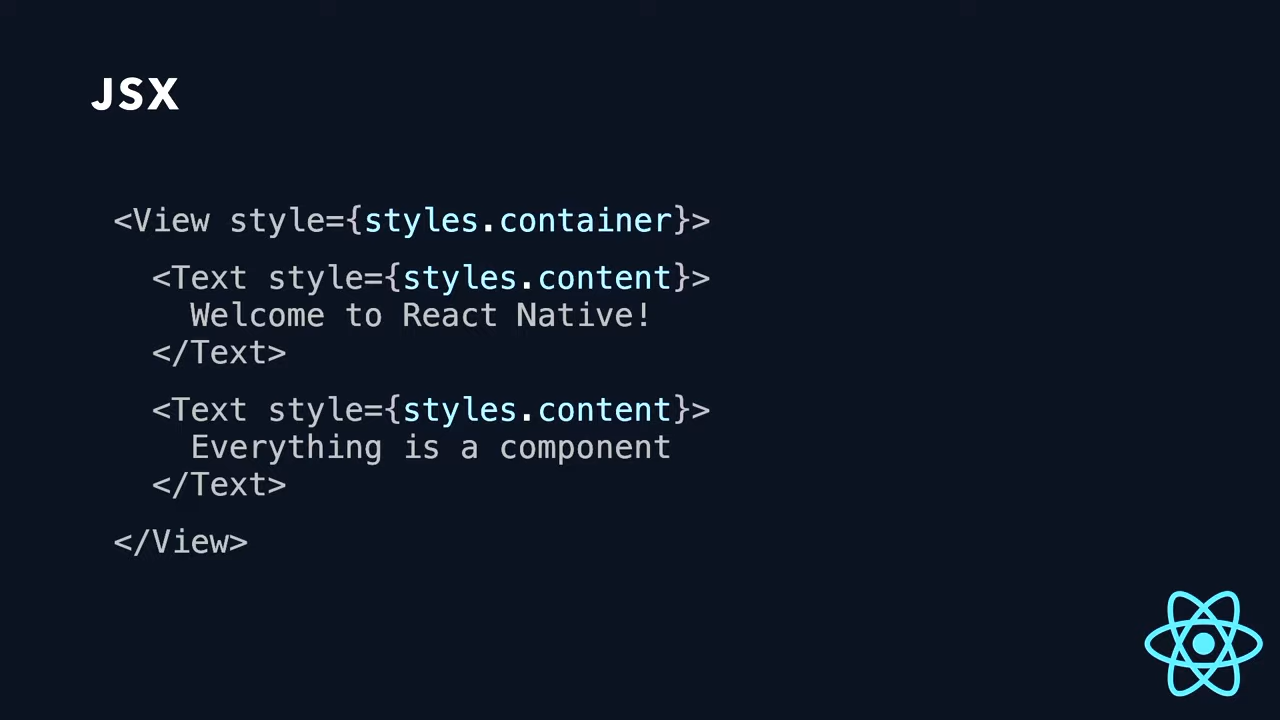 JSX
<View style={styles.container}>
<Text style={styles.content}>
Welcome to React Native!
</Text>
<Text style={styles.content}>
Everything is a component
</Text>
</View>